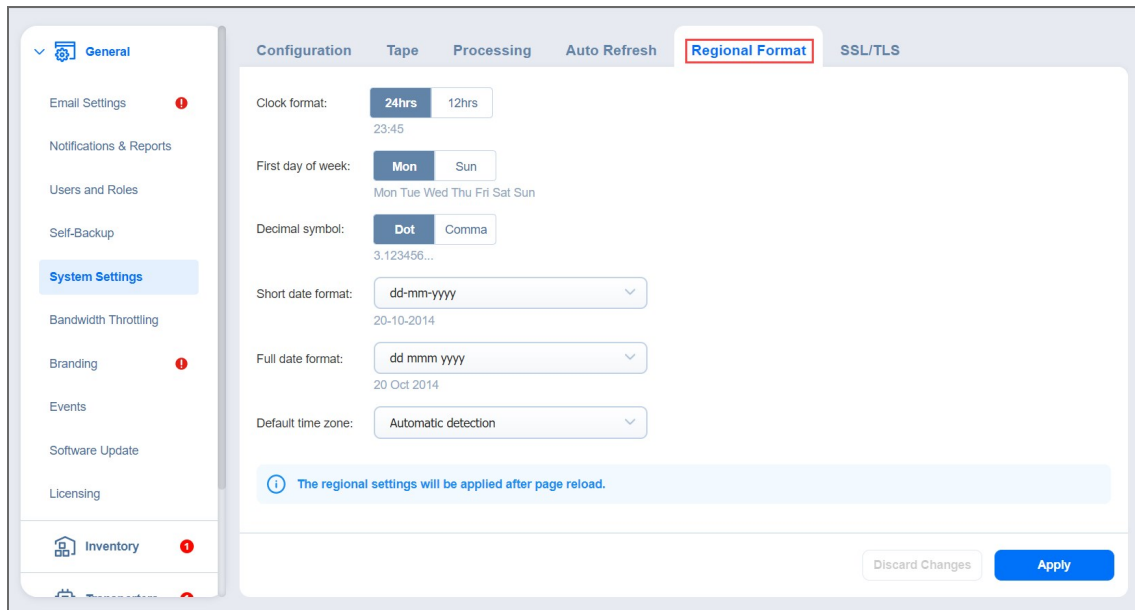 General
Email Settings
Notifications & Reports
Users and Roles
Self-Backup
System Settings
Bandwidth Throttling
Branding
Events
Software Update
Licensing
Inventory 1
Configuration Tape Processing Auto Refresh Regional Format SSL/TLS
Clock format: 24hrs 12hrs
23:45
First day of week: Mon Sun
Mon Tue Wed Thu Fri Sat Sun
Decimal symbol: Dot Comma
3.123456...
Short date format: dd-mm-yyyy
20-10-2014
Full date format: dd mmm yyyy
20 Oct 2014
Default time zone: Automatic detection
The regional settings will be applied after page reload.
Discard Changes Apply